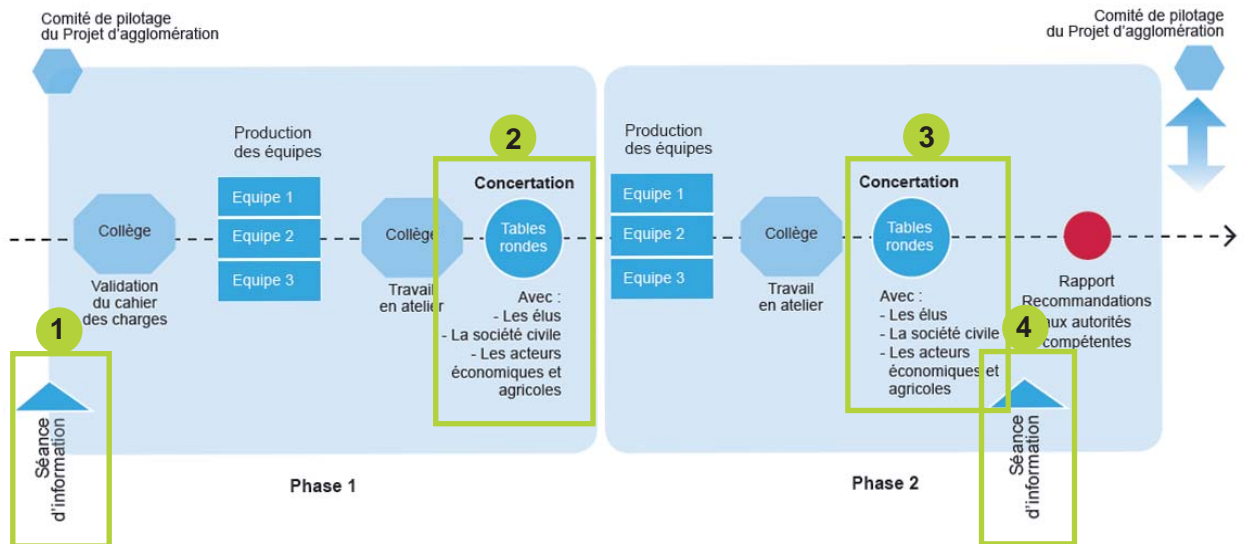 Comité de pilotage
du Projet d'agglomération
Comité de pilotage
du Projet d'agglomération
Production
des équipes
2
Concertation
Equipe 1
Equipe 2
Equipe 3
Collège
Validation
du cahier
des charges
Collège
Travail
en atelier
Tables
rondes
Avec :
- Les élus
- La société civile
- Les acteurs
économiques et
agricoles
1
Séance
d'information
Phase 1
Production
des équipes
3
Concertation
Equipe 1
Equipe 2
Equipe 3
Collège
Travail
en atelier
Tables
rondes
Avec :
- Les élus
- La société civile
- Les acteurs
économiques et
agricoles
Rapport
Recommandations
aux autorités
compétentes
4
Séance
d'information
Phase 2